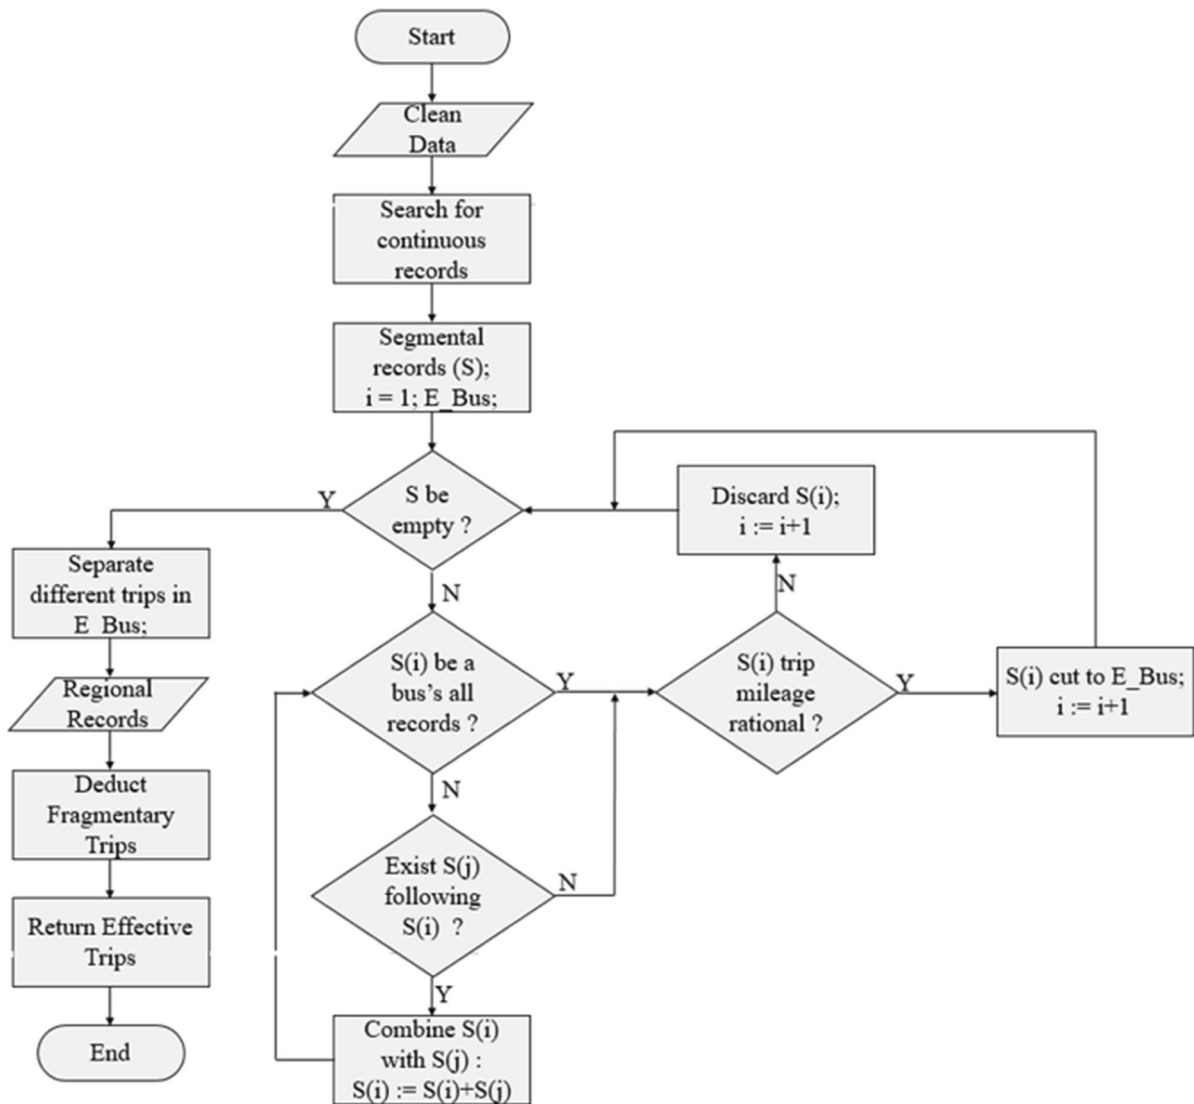 Start
Clean
Data
Search for
continuous
records
Segmental
records (S);
i = 1; E_Bus;
S be
empty ?
Y
N
Discard S(i);
i := i+1
N
Separate
different trips in
E_Bus;
S(i) be a
bus's all
records ?
Y
N
S(i) trip
mileage
rational ?
Y
S(i) cut to E_Bus;
i := i+1
Regional
Records
Deduct
Fragmentary
Trips
Exist S(j)
following
S(i) ?
N
Y
Return Effective
Trips
Combine S(i)
with S(j) :
S(i) := S(i)+S(j)
End